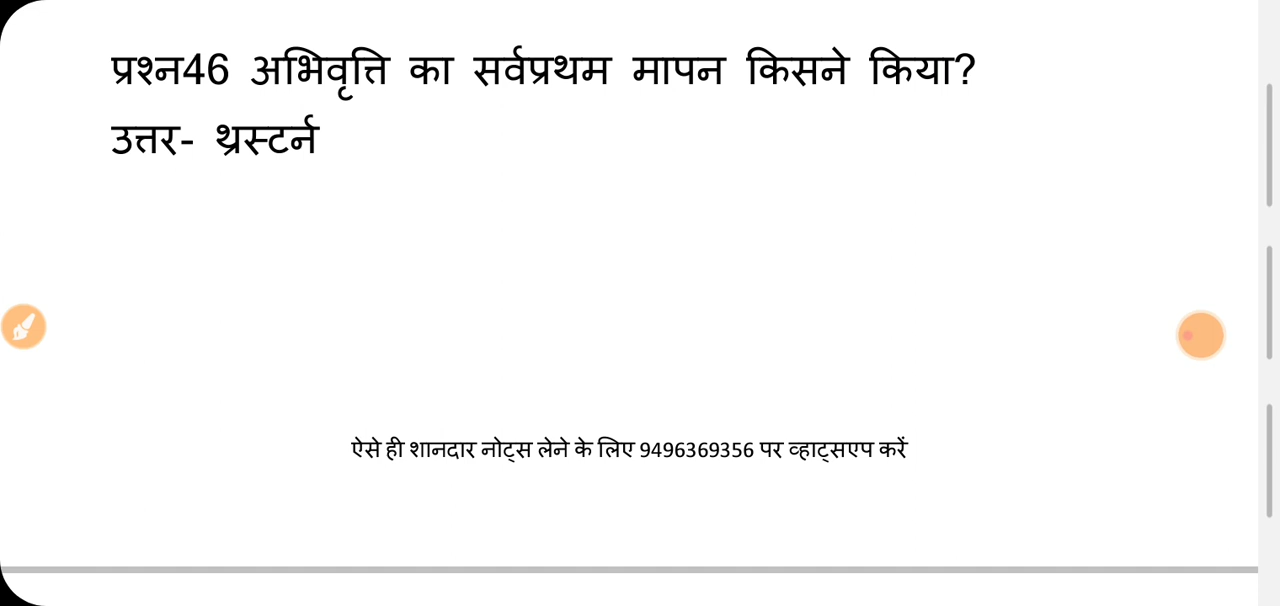 प्रश्न46 अभिवृत्ति का सर्वप्रथम मापन किसने किया?
उत्तर- थ्रस्टर्न
ऐसे ही शानदार नोट्स लेने के लिए 9496369356 पर व्हाट्सएप करें